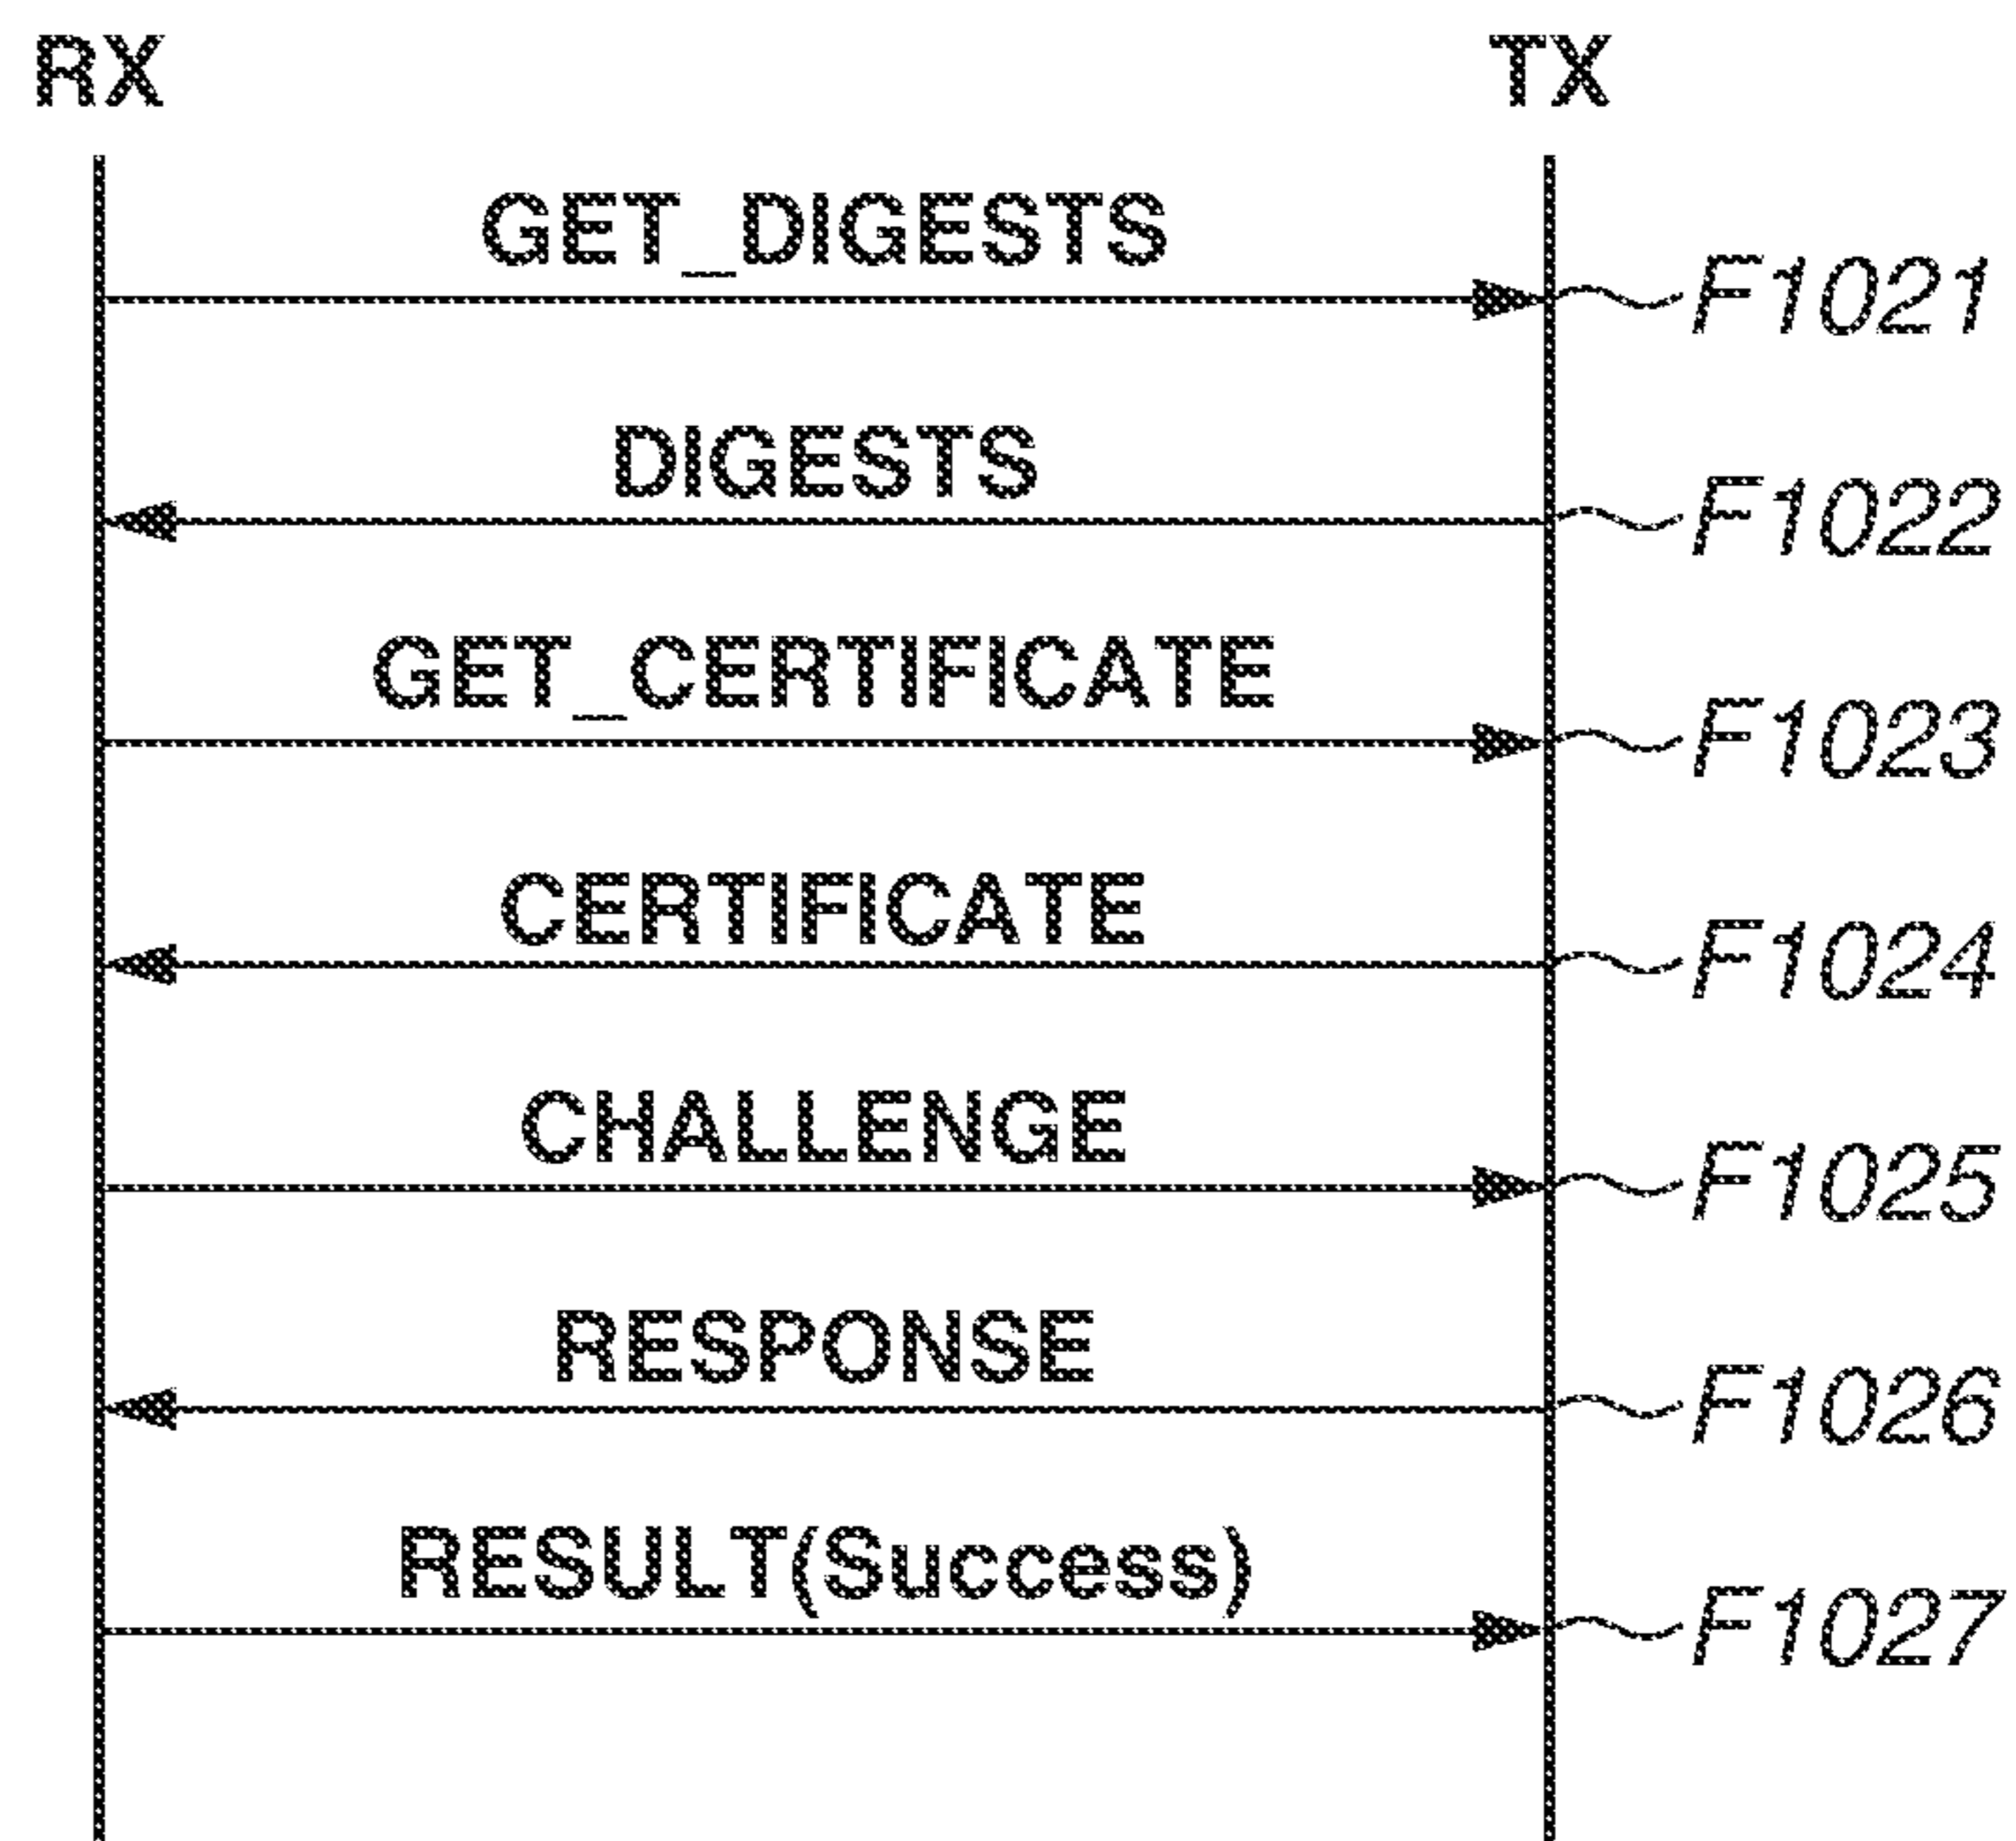 RX TX
GET_DIGESTS
F1021
DIGESTS
F1022
GET_CERTIFICATE
F1023
CERTIFICATE
F1024
CHALLENGE
F1025
RESPONSE
F1026
RESULT(Success)
F1027